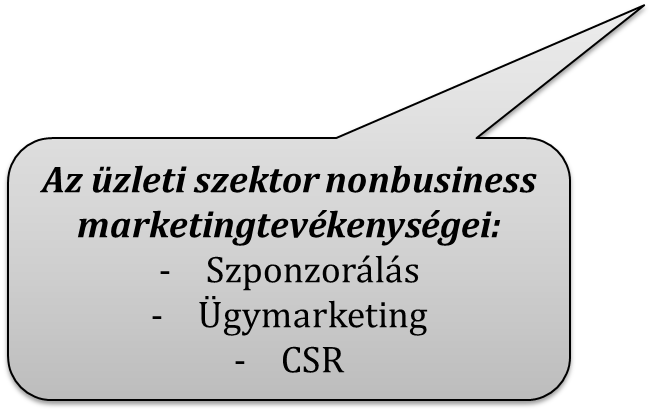 Az üzleti szektor nonbusiness
marketingtevékenységei:
- Szponzorálás
- Ügymarketing
- CSR